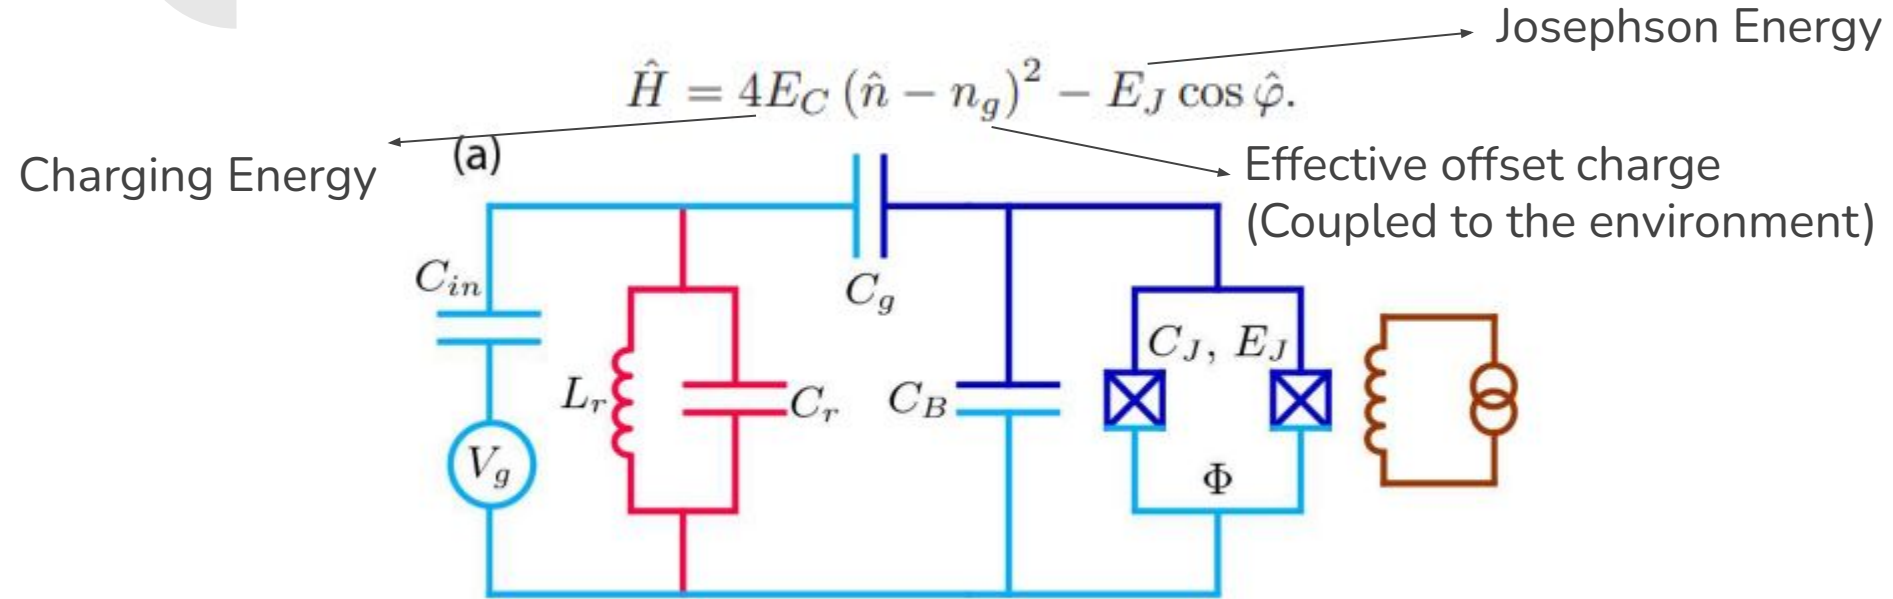 Josephson Energy
Ĥ = 4E_C (n̂ − n_g)² − E_J cos φ̂.
Charging Energy
(a)
Effective offset charge
(Coupled to the environment)
C_in
C_g
C_J, E_J
L_r
C_r
C_B
V_g
Φ